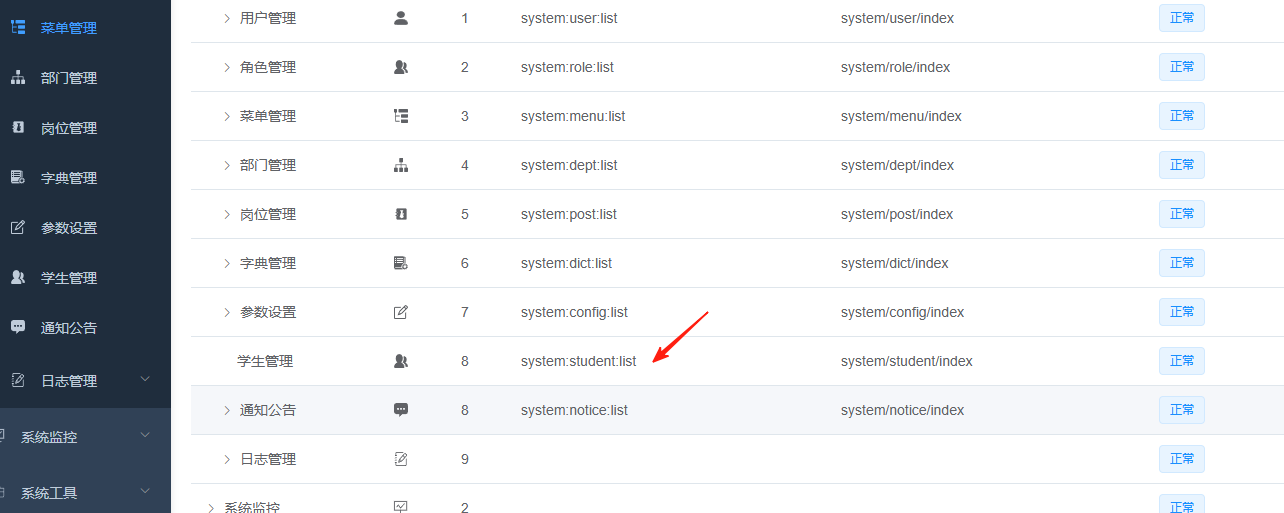 菜单管理
部门管理
岗位管理
字典管理
参数设置
学生管理
通知公告
日志管理
系统监控
系统工具
用户管理 1 system:user:list system/user/index 正常
角色管理 2 system:role:list system/role/index 正常
菜单管理 3 system:menu:list system/menu/index 正常
部门管理 4 system:dept:list system/dept/index 正常
岗位管理 5 system:post:list system/post/index 正常
字典管理 6 system:dict:list system/dict/index 正常
参数设置 7 system:config:list system/config/index 正常
学生管理 8 system:student:list system/student/index 正常
通知公告 8 system:notice:list system/notice/index 正常
日志管理 9 正常
系统监控 2 正常